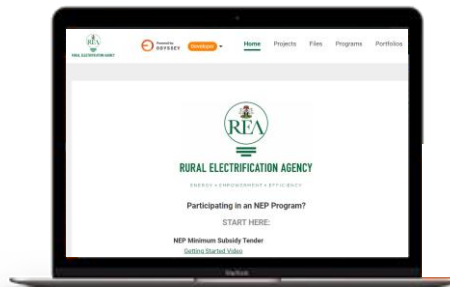 REA
RURAL ELECTRIFICATION AGENCY
Powered by
ODYSSEY
Developer
Home
Projects
Files
Programs
Portfolios
REA
RURAL ELECTRIFICATION AGENCY
ENERGY • EMPOWERMENT • EFFICIENCY
Participating in an NEP Program?
START HERE:
NEP Minimum Subsidy Tender
Getting Started Video
MacBook